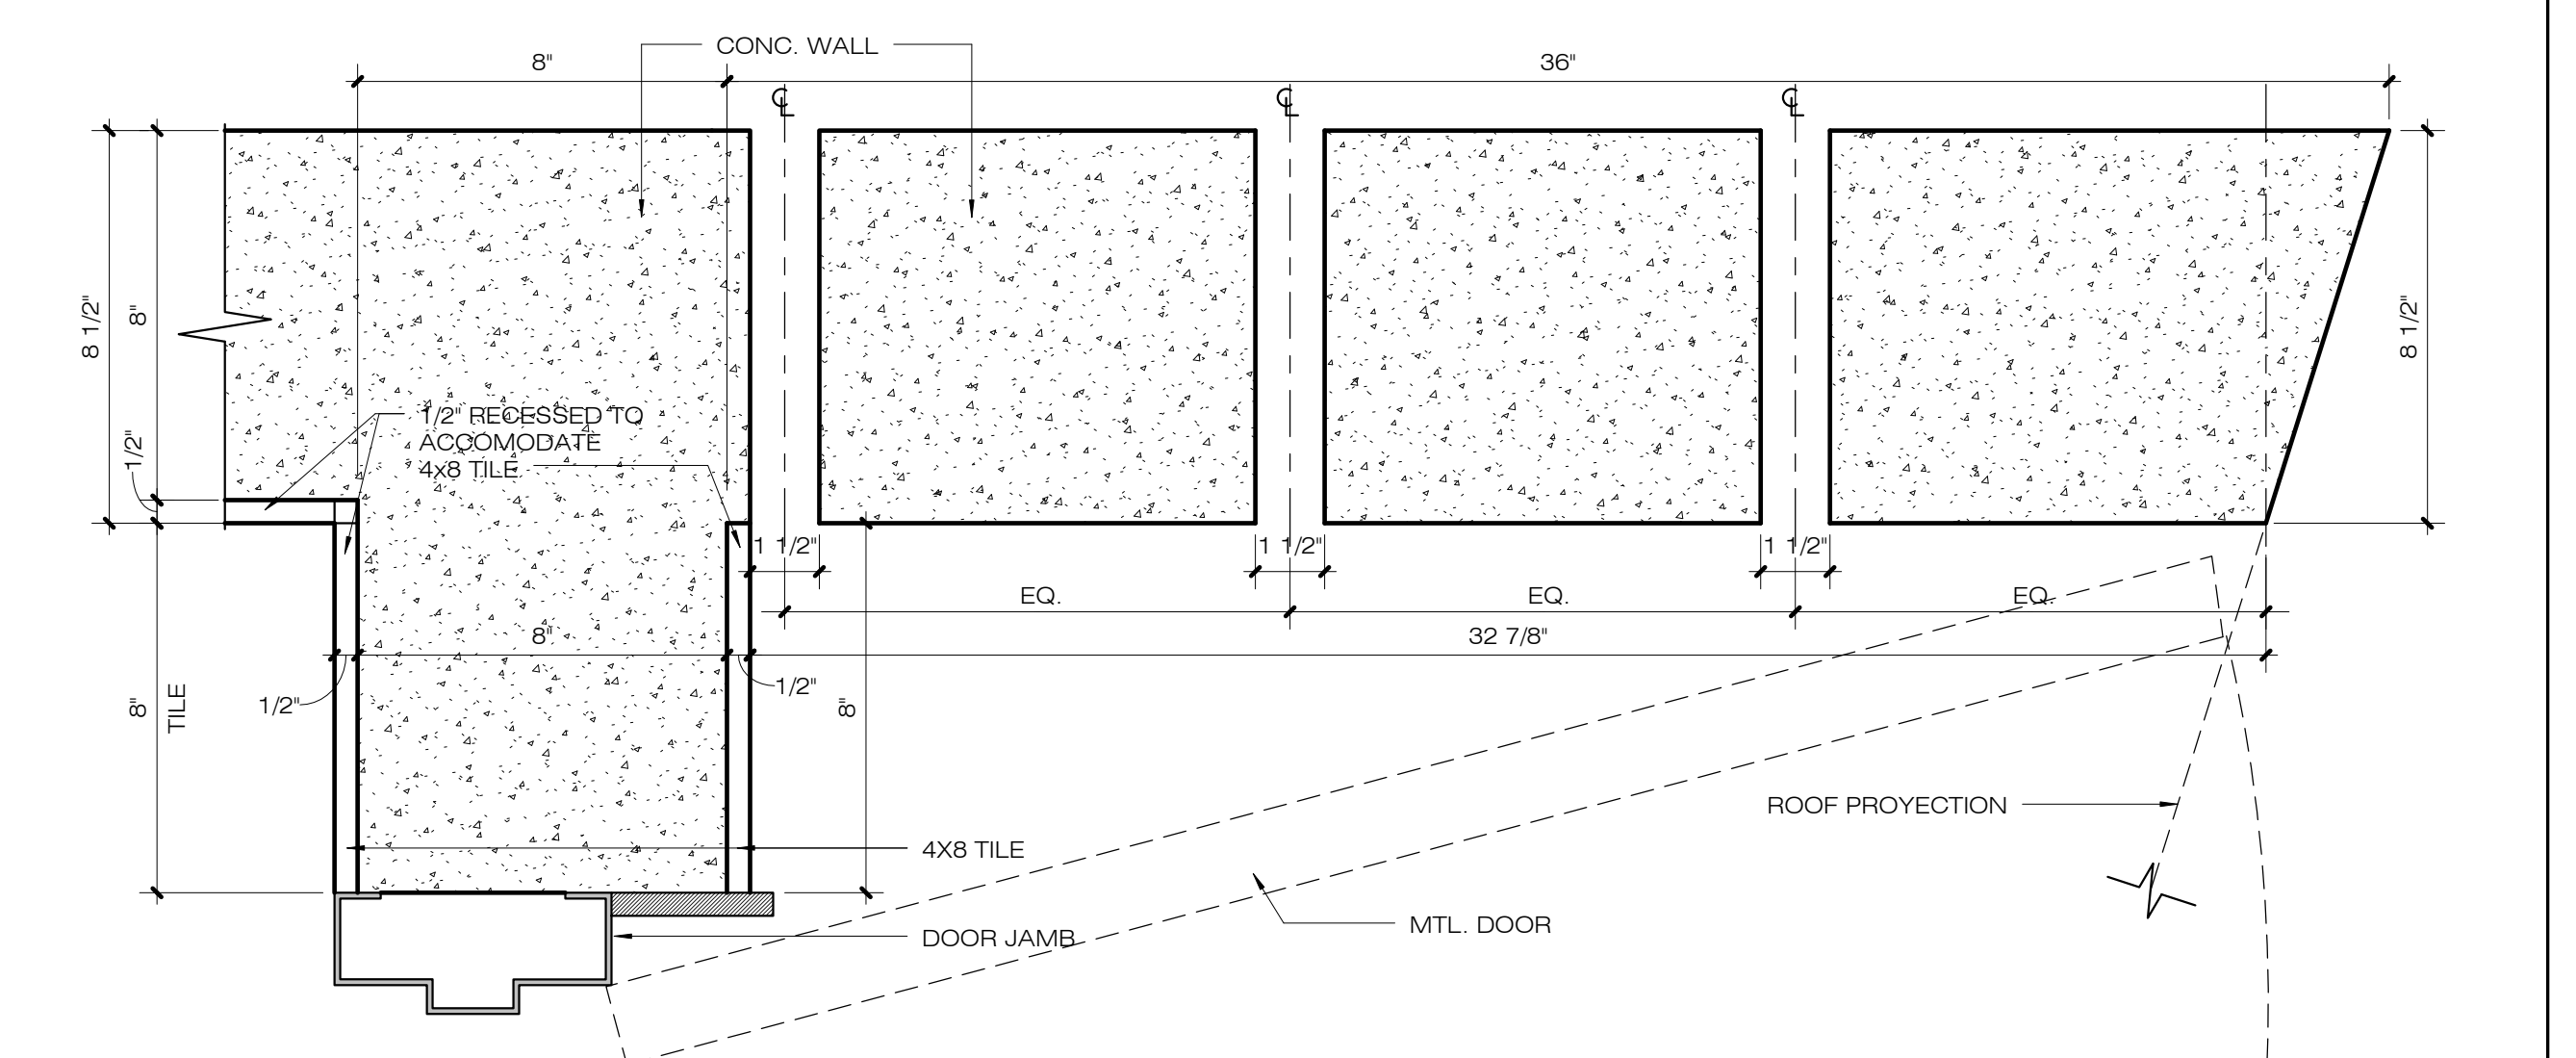 CONC. WALL
8"
36"
℄
℄
℄
8 1/2"
8"
8 1/2"
1/2"
1/2" RECESSED TO
ACCOMODATE
4x8 TILE
1 1/2"
1 1/2"
1 1/2"
EQ.
EQ.
EQ.
8"
32 7/8"
1/2"
1/2"
8"
TILE
8"
ROOF PROYECTION
4X8 TILE
DOOR JAMB
MTL. DOOR